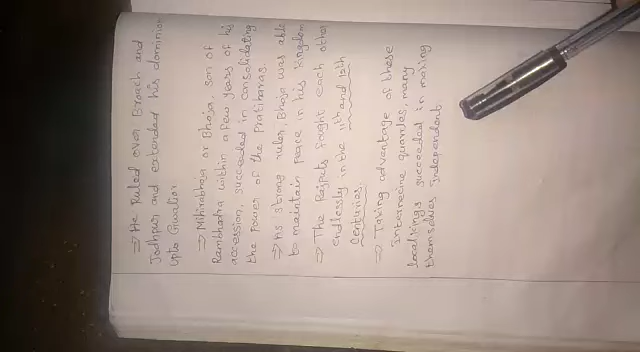 → He Ruled over Broach and
Jodhpur and extended his dominion
upto Gwalior
→ Mihirabhoja or Bhoja, son of
Rambhadra within a few years of his
accession, succeeded in consolidating
the power of the Pratiharas.
→ As strong ruler, Bhoja was able
to maintain peace in his kingdom
→ The Rajputs fought each other
endlessly in the 11th and 12th
centuries.
→ Taking advantage of these
Internecine quarrles, many
local kings succeeded in making
themselves independent.